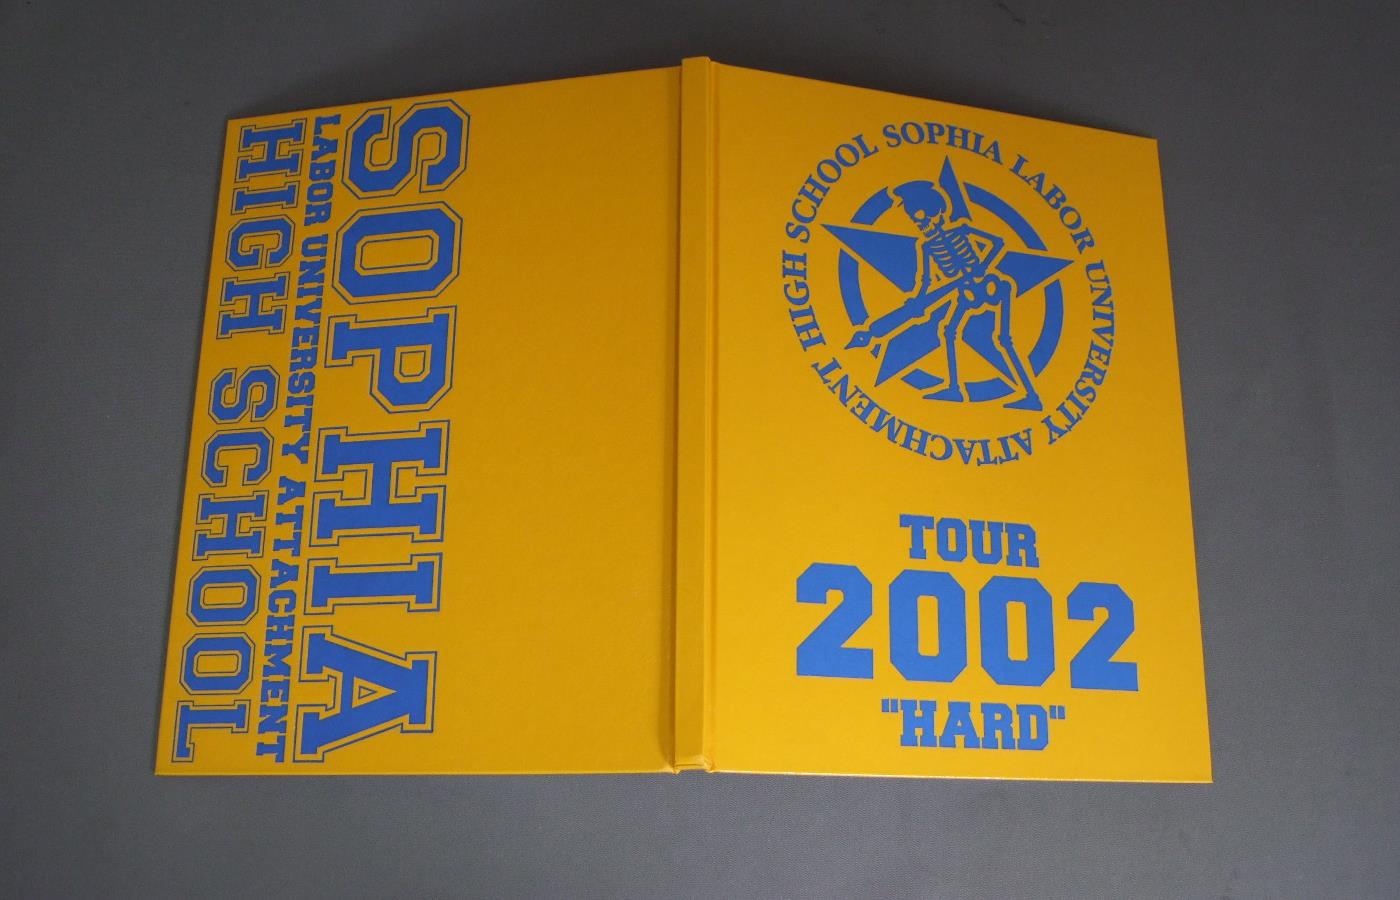 SOPHIA
LABOR UNIVERSITY ATTACHMENT
HIGH SCHOOL
HIGH SCHOOL SOPHIA LABOR UNIVERSITY ATTACHMENT
TOUR
2002
"HARD"